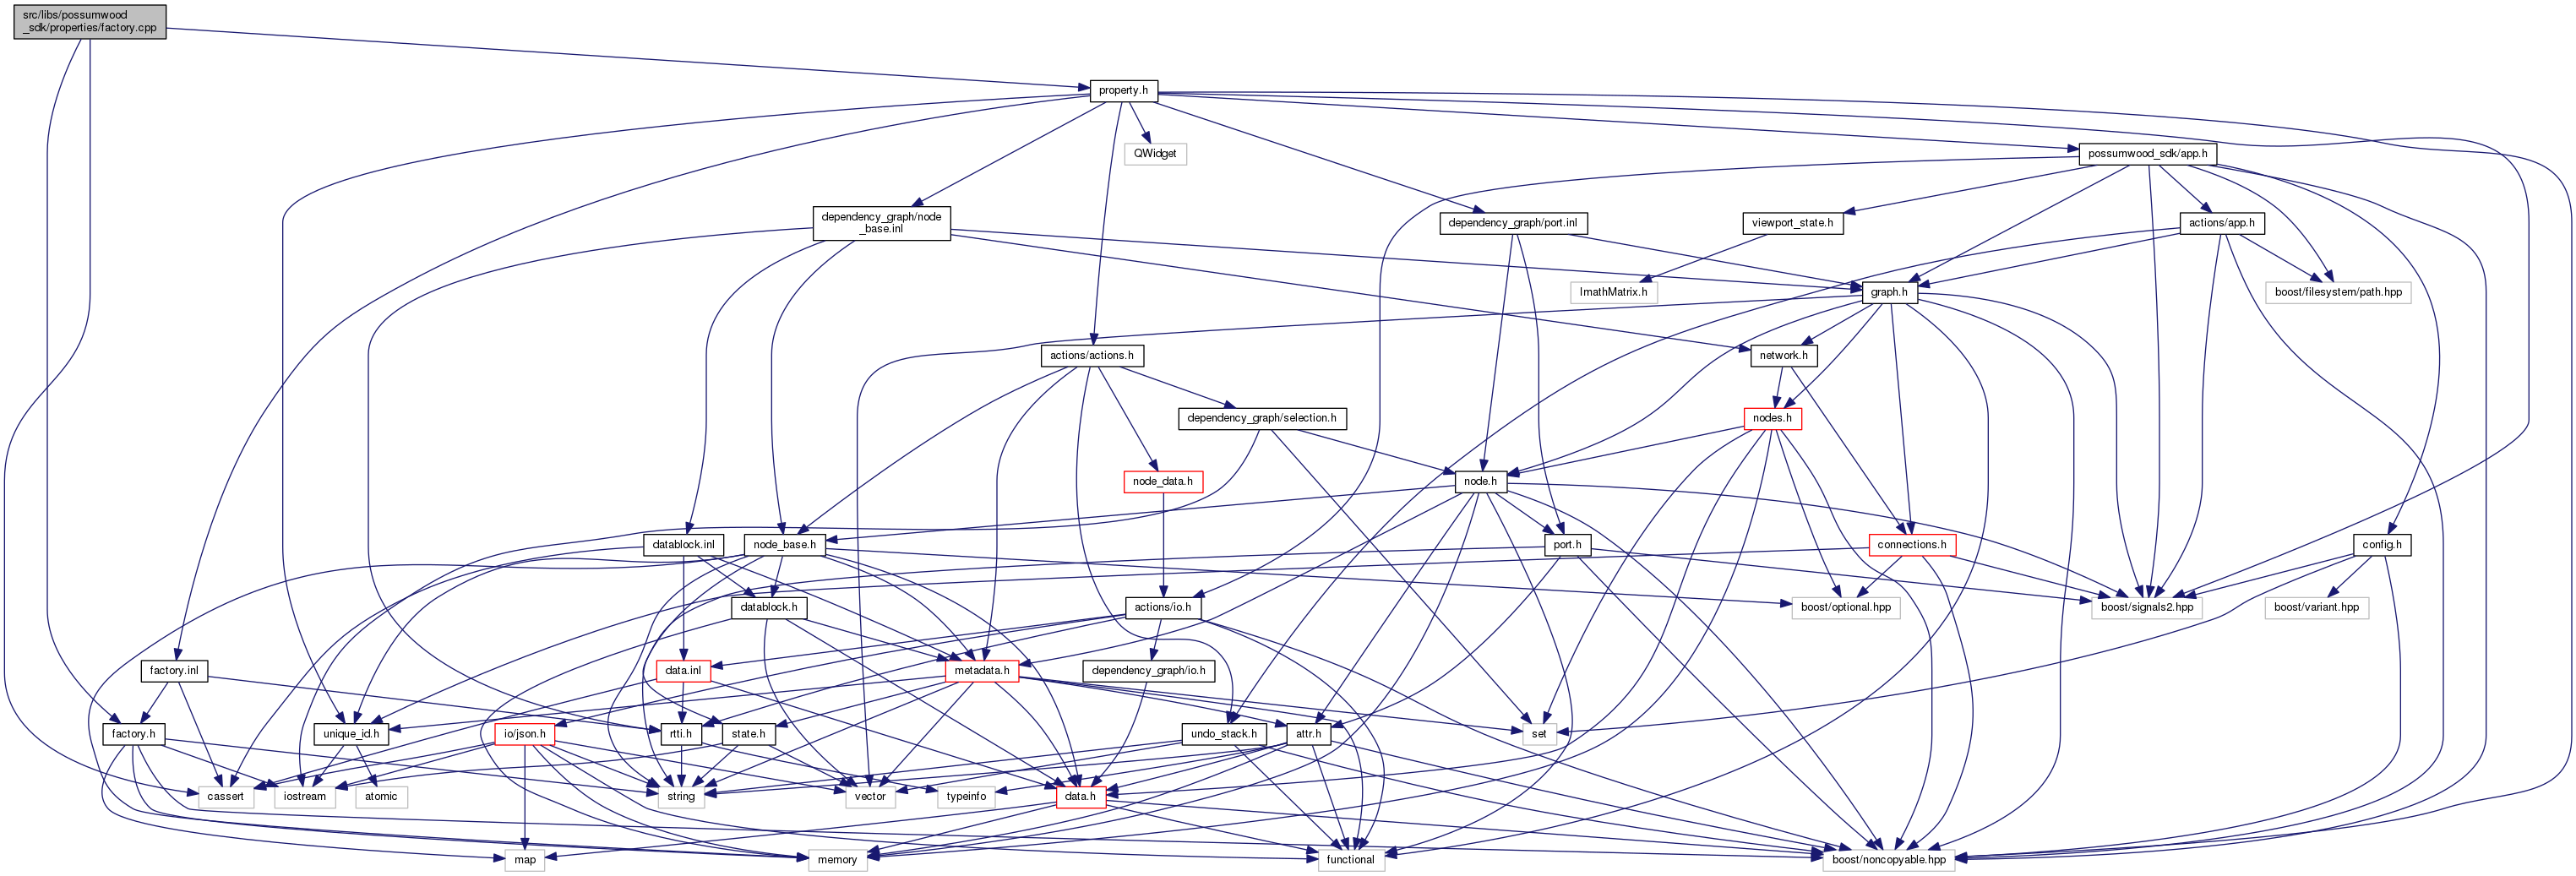 src/libs/possumwood
_sdk/properties/factory.cpp
property.h
QWidget
possumwood_sdk/app.h
dependency_graph/node
_base.inl
dependency_graph/port.inl
viewport_state.h
actions/app.h
ImathMatrix.h
graph.h
boost/filesystem/path.hpp
actions/actions.h
network.h
dependency_graph/selection.h
nodes.h
node_data.h
node.h
datablock.inl
node_base.h
port.h
connections.h
config.h
datablock.h
actions/io.h
boost/optional.hpp
boost/signals2.hpp
boost/variant.hpp
factory.inl
data.inl
metadata.h
dependency_graph/io.h
factory.h
unique_id.h
io/json.h
rtti.h
state.h
undo_stack.h
attr.h
set
cassert
iostream
atomic
string
vector
typeinfo
data.h
map
memory
functional
boost/noncopyable.hpp